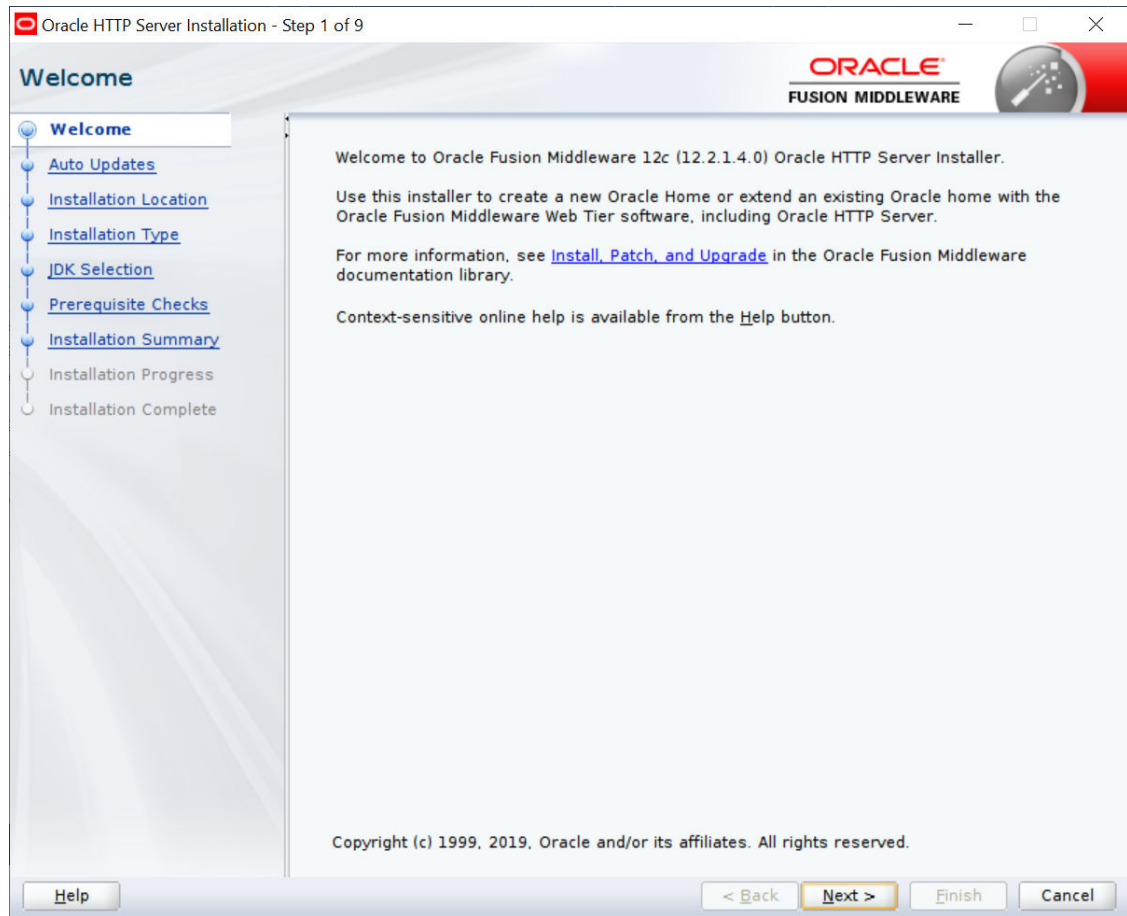 Oracle HTTP Server Installation - Step 1 of 9
Welcome
ORACLE
FUSION MIDDLEWARE
Welcome
Auto Updates
Installation Location
Installation Type
JDK Selection
Prerequisite Checks
Installation Summary
Installation Progress
Installation Complete
Welcome to Oracle Fusion Middleware 12c (12.2.1.4.0) Oracle HTTP Server Installer.
Use this installer to create a new Oracle Home or extend an existing Oracle home with the
Oracle Fusion Middleware Web Tier software, including Oracle HTTP Server.
For more information, see Install, Patch, and Upgrade in the Oracle Fusion Middleware
documentation library.
Context-sensitive online help is available from the Help button.
Copyright (c) 1999, 2019, Oracle and/or its affiliates. All rights reserved.
Help
< Back
Next >
Finish
Cancel